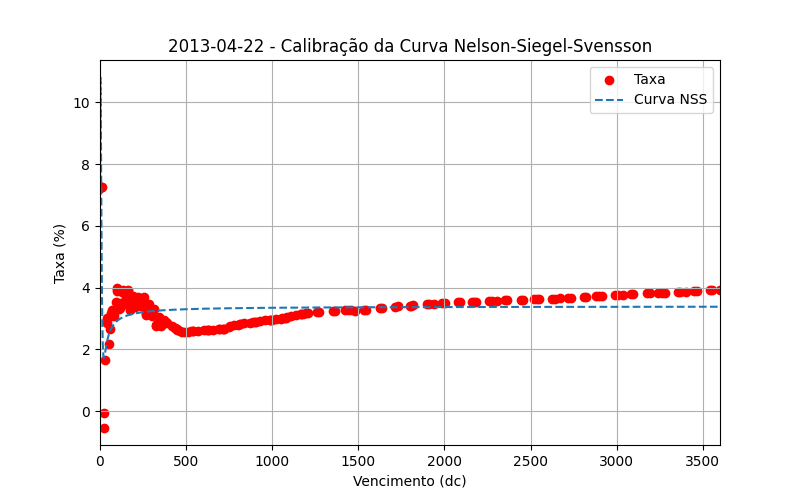 2013-04-22 - Calibração da Curva Nelson-Siegel-Svensson
Taxa
Curva NSS
Taxa (%)
10
8
6
4
2
0
0 500 1000 1500 2000 2500 3000 3500
Vencimento (dc)